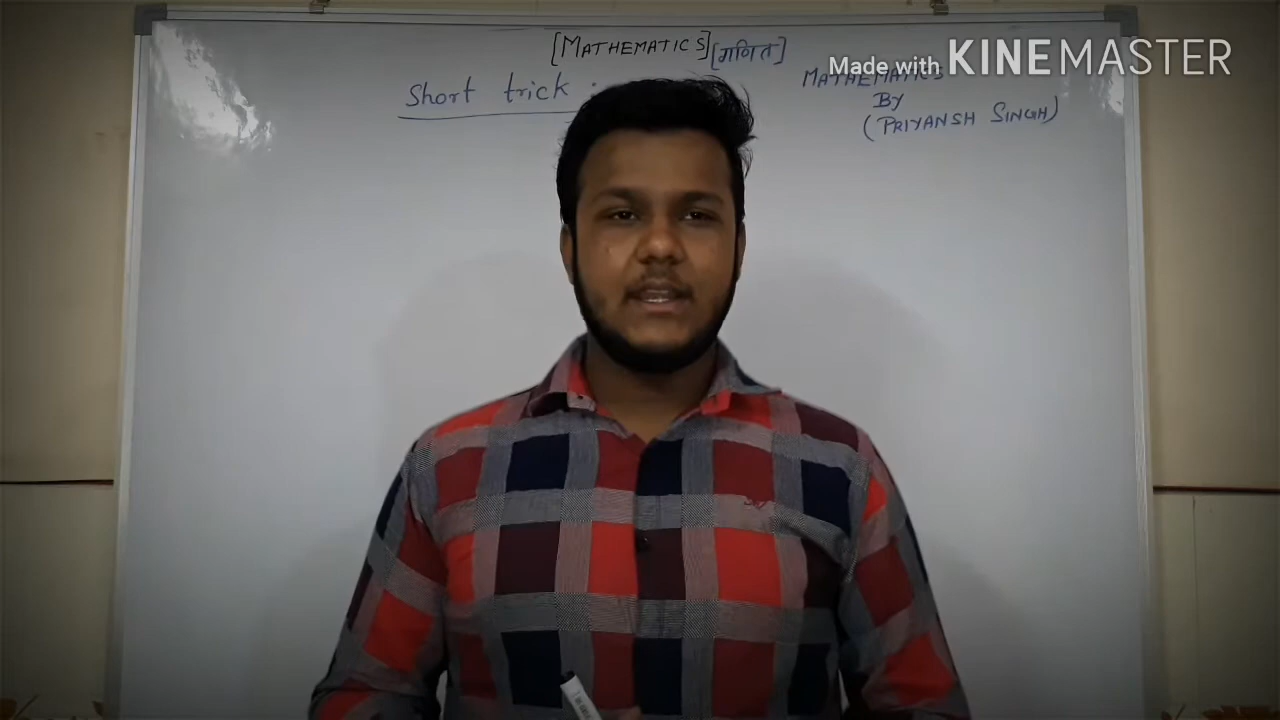 [MATHEMATICS] [गणित]
Made with KINEMASTER
Short trick :
MATHEMATICS
BY
(PRIYANSH SINGH)